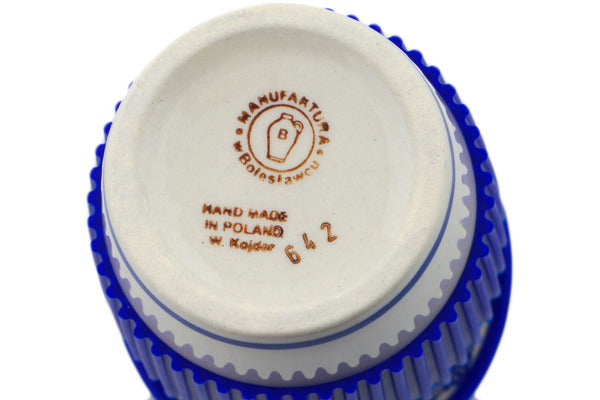 MANUFAKTURA
w Bolesławcu
B
HAND MADE
IN POLAND
W. Kojder
642